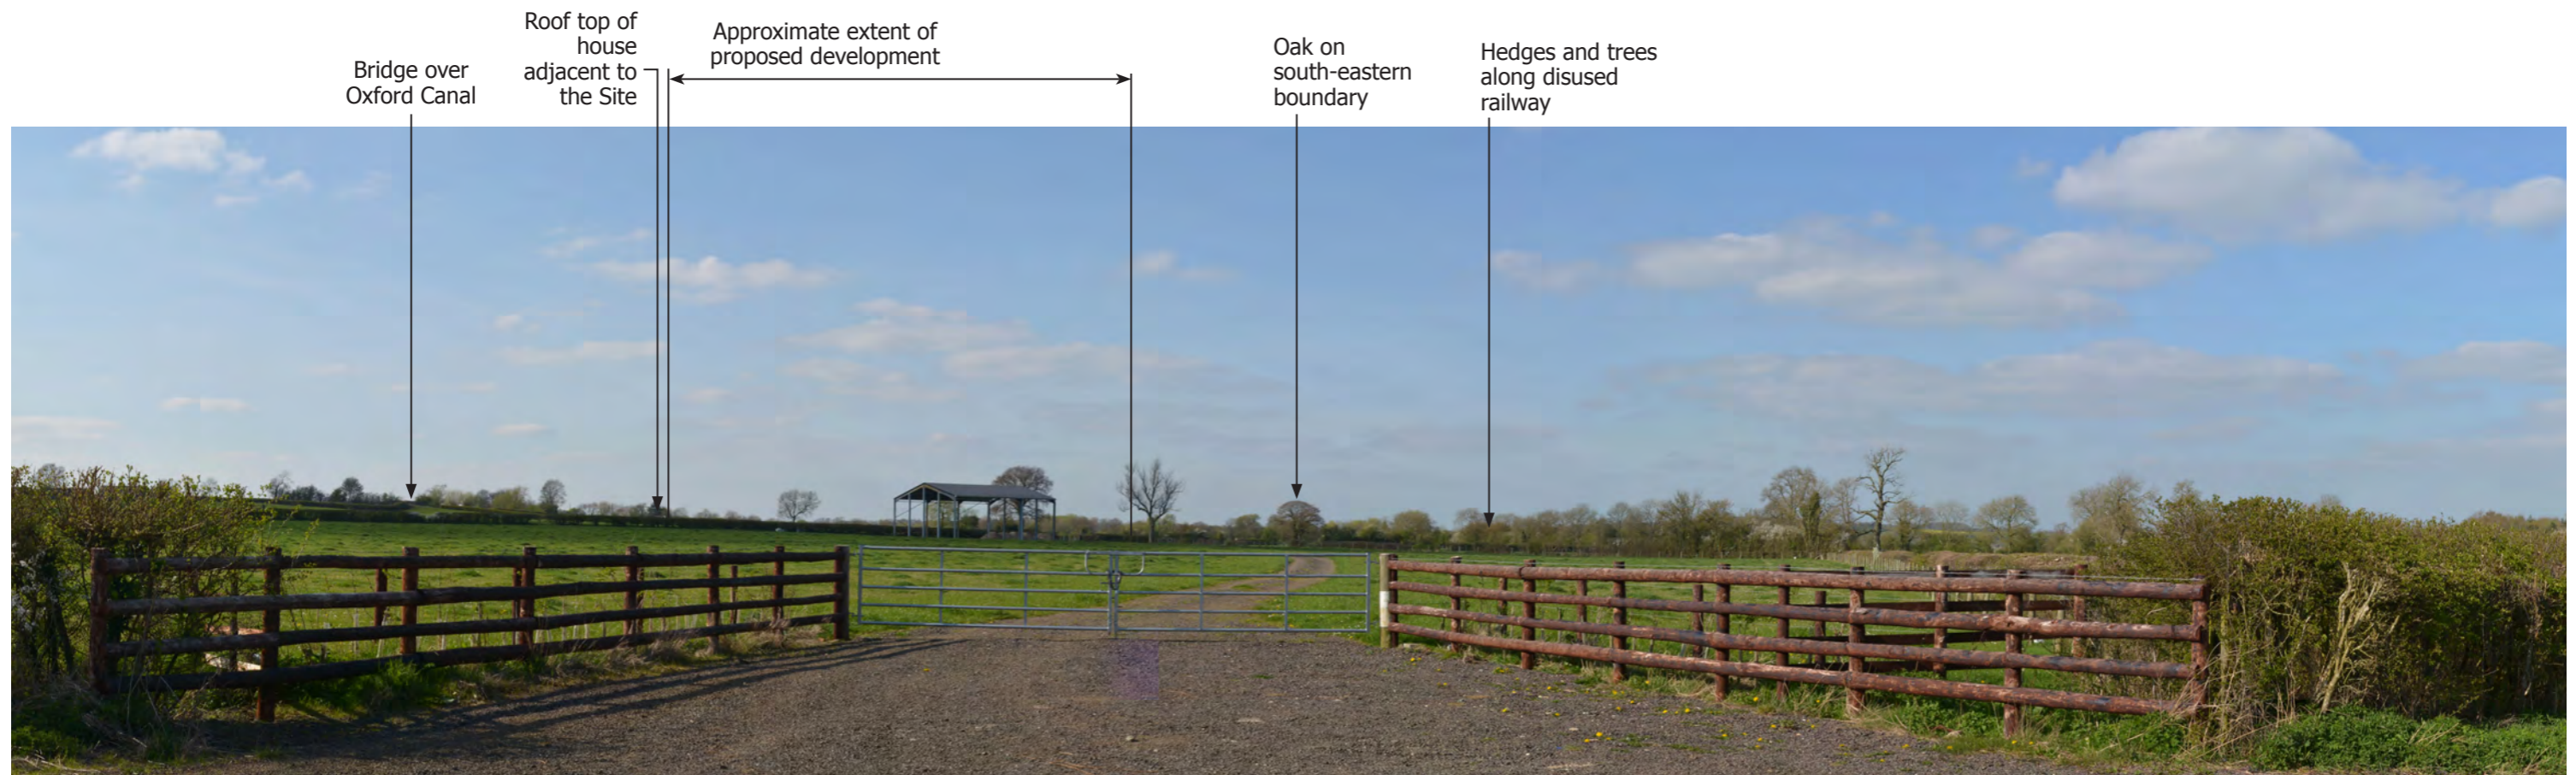 Bridge over
Oxford Canal
Roof top of
house
adjacent to
the Site
Approximate extent of
proposed development
Oak on
south-eastern
boundary
Hedges and trees
along disused
railway